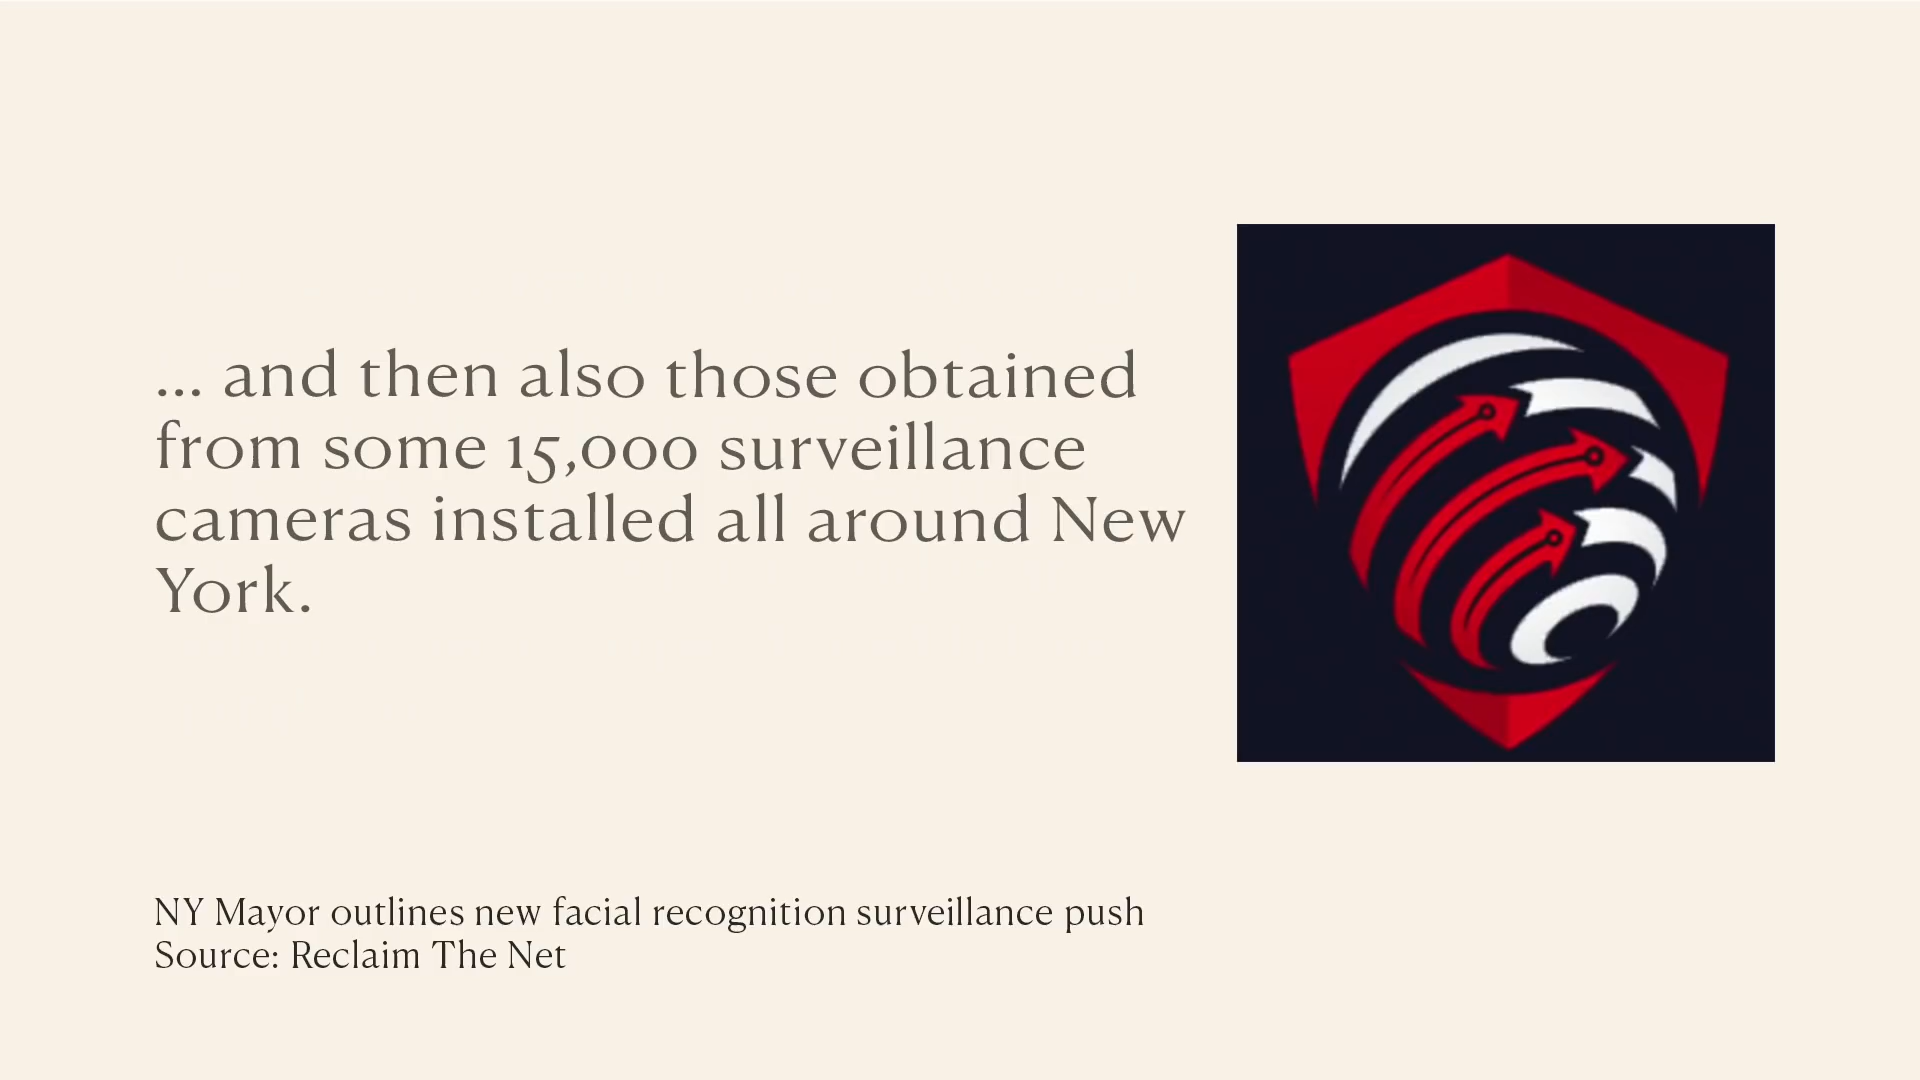 ... and then also those obtained
from some 15,000 surveillance
cameras installed all around New
York.
NY Mayor outlines new facial recognition surveillance push
Source: Reclaim The Net